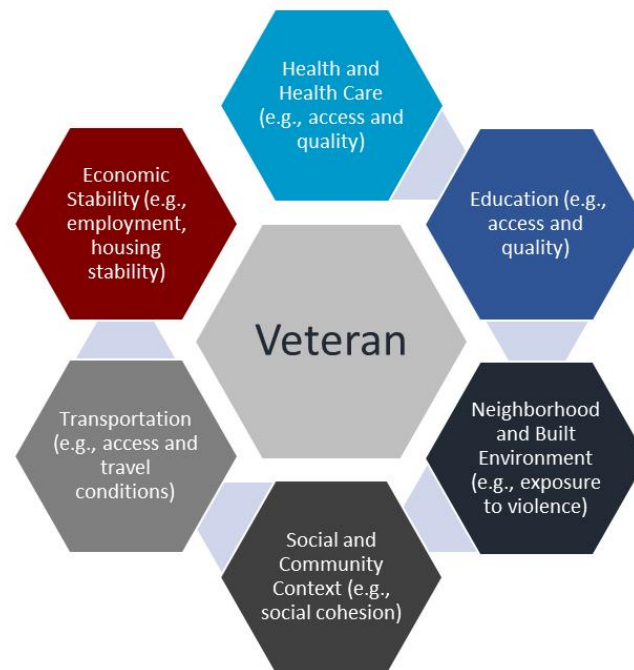 Health and
Health Care
(e.g., access and
quality)
Education (e.g.,
access and
quality)
Neighborhood
and Built
Environment
(e.g., exposure
to violence)
Social and
Community
Context (e.g.,
social cohesion)
Transportation
(e.g., access and
travel
conditions)
Economic
Stability (e.g.,
employment,
housing
stability)
Veteran